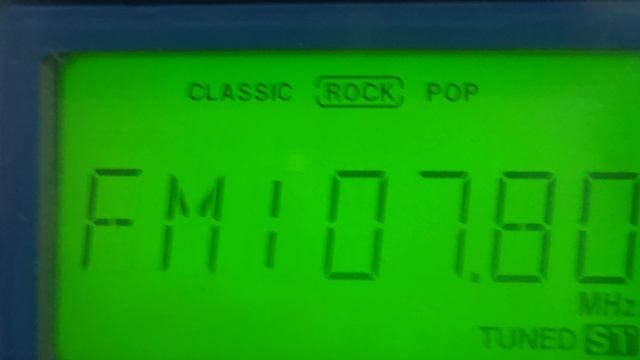 CLASSIC ROCK POP
FM 107.80
MHz
TUNED ST